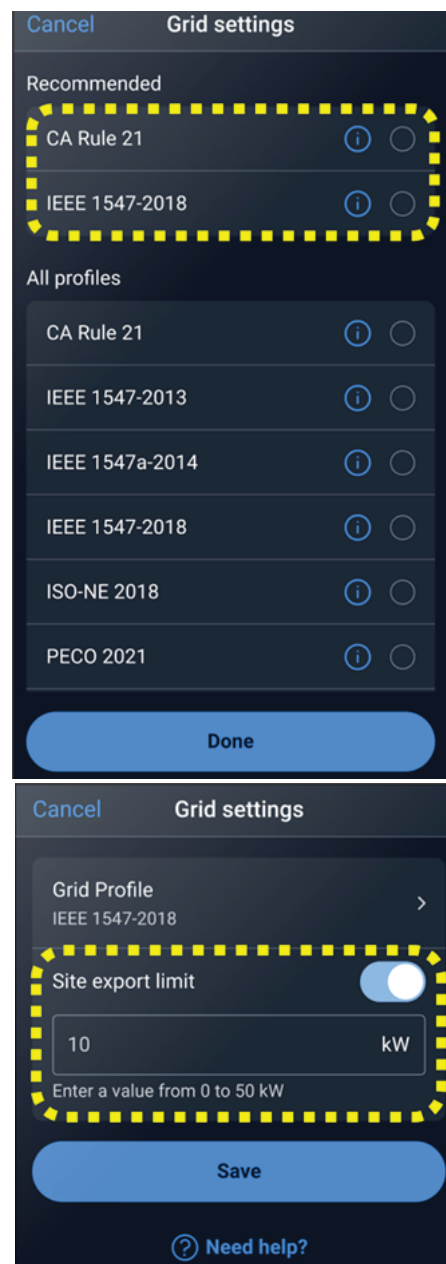 Cancel Grid settings
Recommended
CA Rule 21
IEEE 1547-2018
All profiles
CA Rule 21
IEEE 1547-2013
IEEE 1547a-2014
IEEE 1547-2018
ISO-NE 2018
PECO 2021
Done
Cancel Grid settings
Grid Profile
IEEE 1547-2018
Site export limit
10 kW
Enter a value from 0 to 50 kW
Save
? Need help?